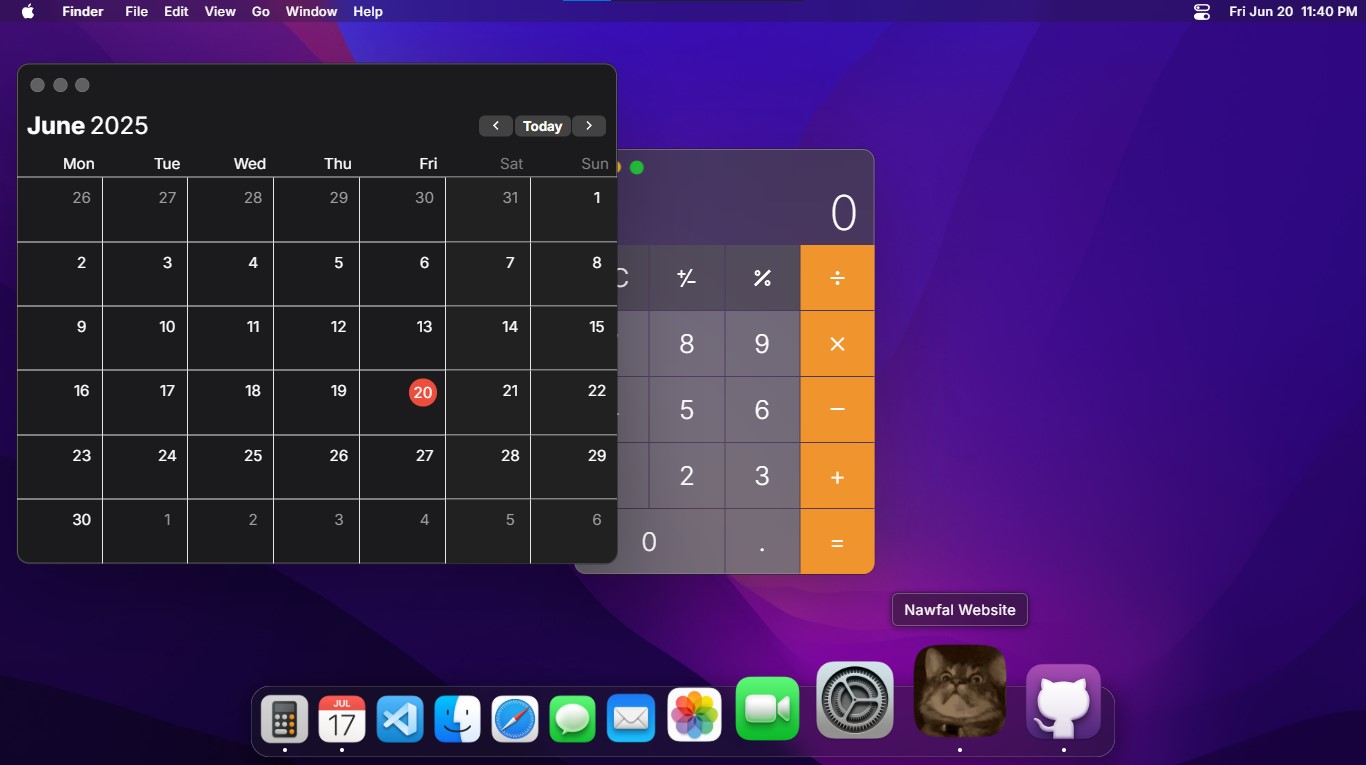 Finder File Edit View Go Window Help Fri Jun 20 11:40 PM
June 2025 Today
Mon Tue Wed Thu Fri Sat Sun
26 27 28 29 30 31 1
2 3 4 5 6 7 8
9 10 11 12 13 14 15
16 17 18 19 20 21 22
23 24 25 26 27 28 29
30 1 2 3 4 5 6
0
C +/- % ÷
8 9 ×
5 6 −
2 3 +
0 . =
Nawfal Website
JUL
17